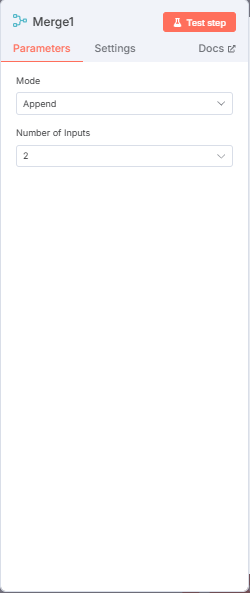 Merge1
Test step
Parameters
Settings
Docs
Mode
Append
Number of Inputs
2